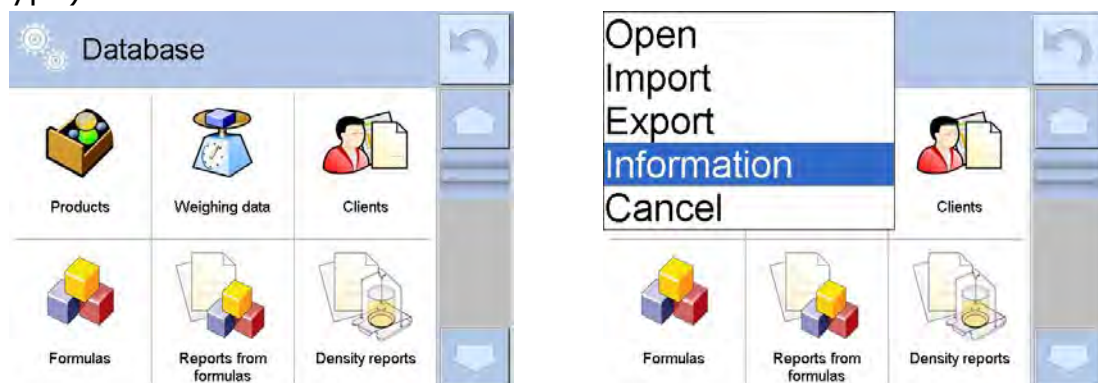 Database
Products
Weighing data
Clients
Formulas
Reports from
formulas
Density reports
Open
Import
Export
Information
Cancel
Clients
Formulas
Reports from
formulas
Density reports